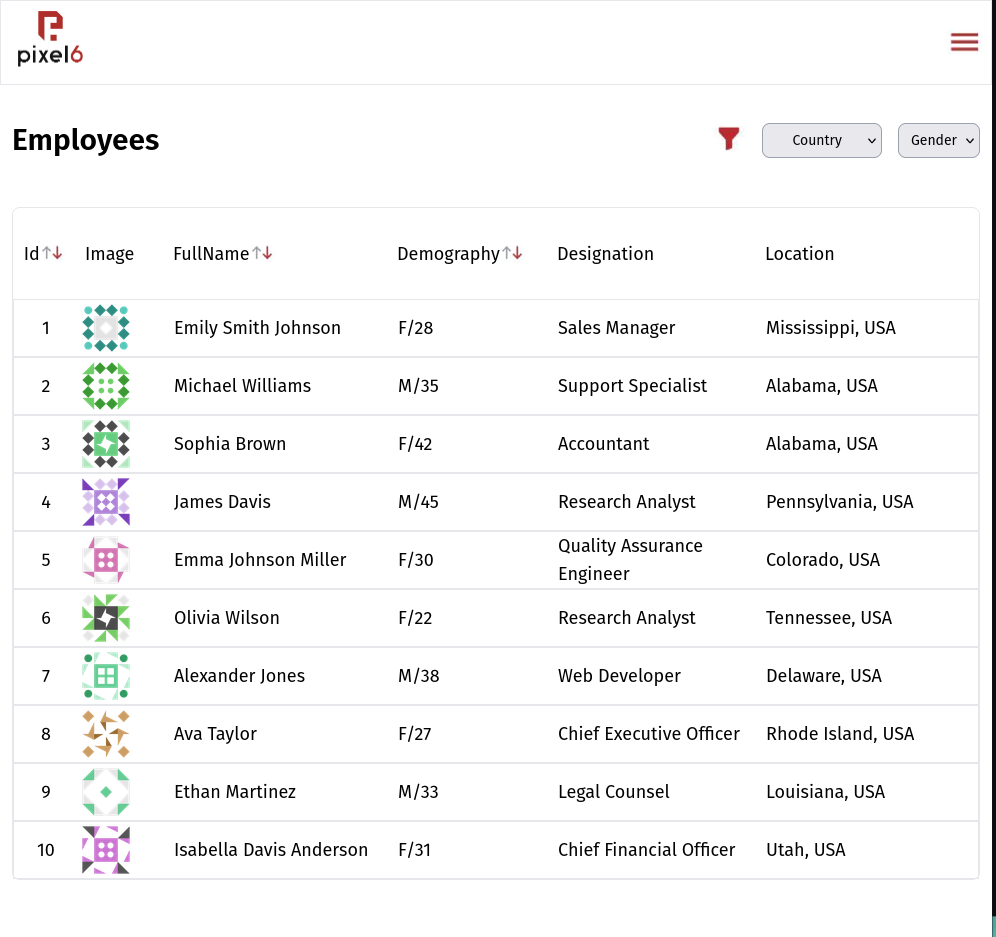 pixel6
Employees
Country
Gender
Id↑↓ Image FullName↑↓ Demography↑↓ Designation Location
1 Emily Smith Johnson F/28 Sales Manager Mississippi, USA
2 Michael Williams M/35 Support Specialist Alabama, USA
3 Sophia Brown F/42 Accountant Alabama, USA
4 James Davis M/45 Research Analyst Pennsylvania, USA
5 Emma Johnson Miller F/30 Quality Assurance
Engineer Colorado, USA
6 Olivia Wilson F/22 Research Analyst Tennessee, USA
7 Alexander Jones M/38 Web Developer Delaware, USA
8 Ava Taylor F/27 Chief Executive Officer Rhode Island, USA
9 Ethan Martinez M/33 Legal Counsel Louisiana, USA
10 Isabella Davis Anderson F/31 Chief Financial Officer Utah, USA